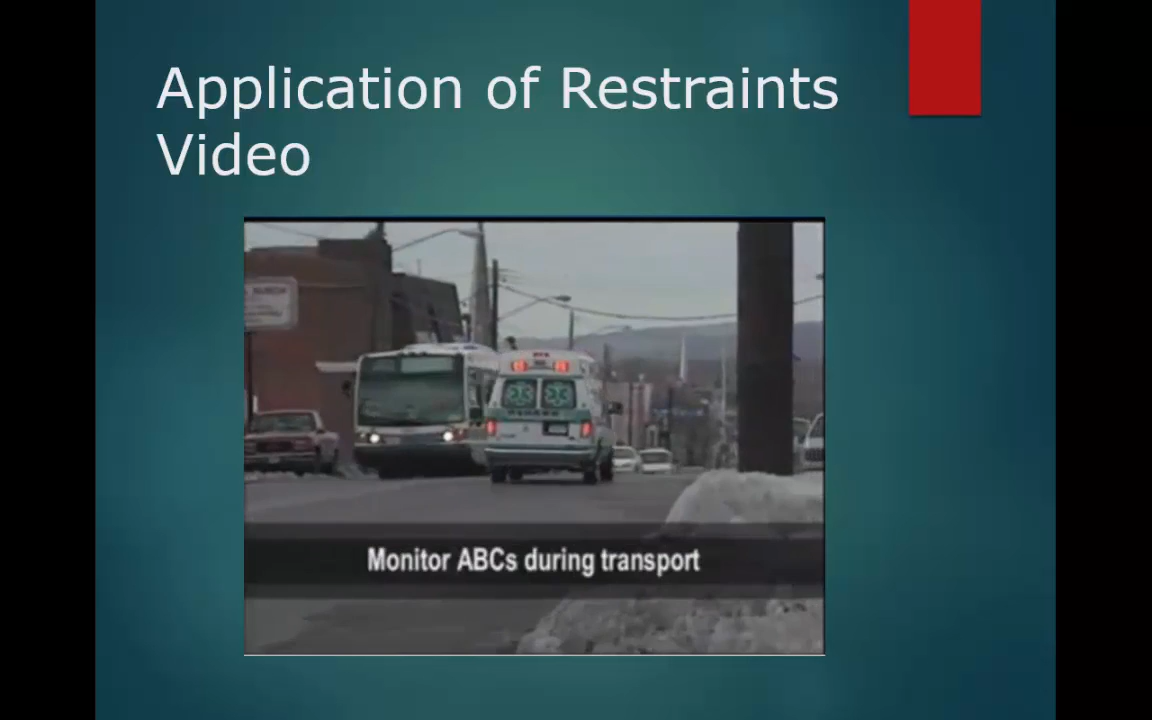 Application of Restraints
Video
Monitor ABCs during transport